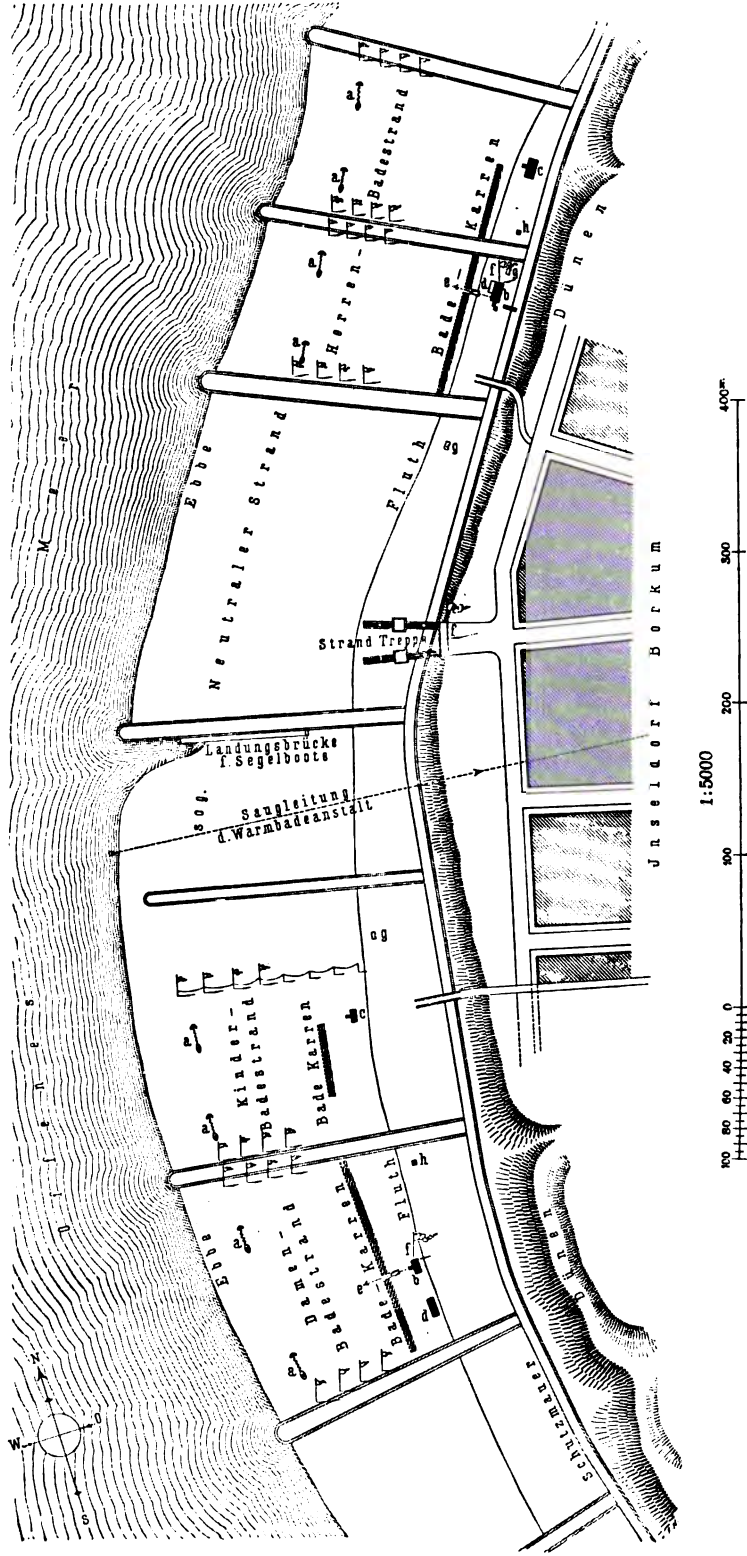 Offenes
Meer
Ebbe
Fluth
Herren-
Badestrand
Bade-Karren
Dünen
Neutraler Strand
Strand Treppe
Landungsbrücke
f. Segelboote
sog.
Saugleitung
d. Warmbadeanstalt
Kinder-
Badestrand
Bade Karren
Ebbe
Fluth
Damen-
Badestrand
Bade-Karren
Dünen
Schutzmauer
Jnseldorf Borkum
a
a
a
a
a
a
a
a
b
c
c
d
e
e
f
f
g
g
h
h
N
O
S
W
1:5000
100 80 60 40 20 0 100 200 300 400m.